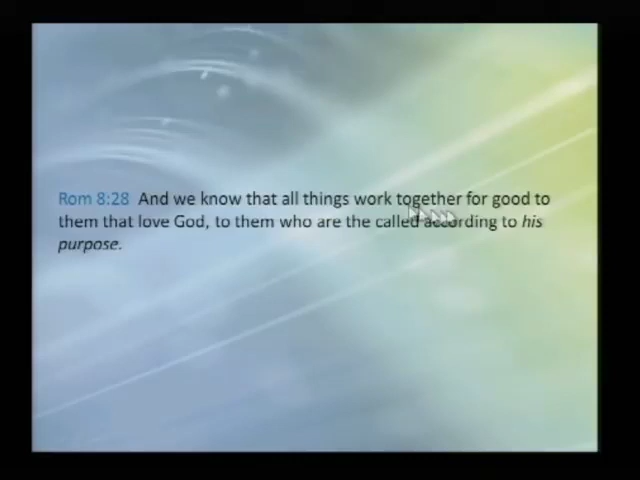 Rom 8:28 And we know that all things work together for good to
them that love God, to them who are the called according to his
purpose.